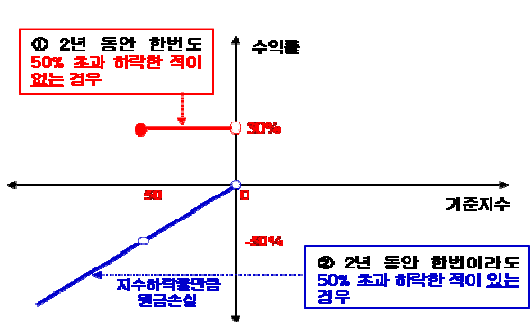 ① 2년 동안 한번도
50% 초과 하락한 적이
없는 경우
수익률
30%
50
0
기준지수
-50%
② 2년 동안 한번이라도
50% 초과 하락한 적이 있는
경우
지수하락률만큼
원금손실